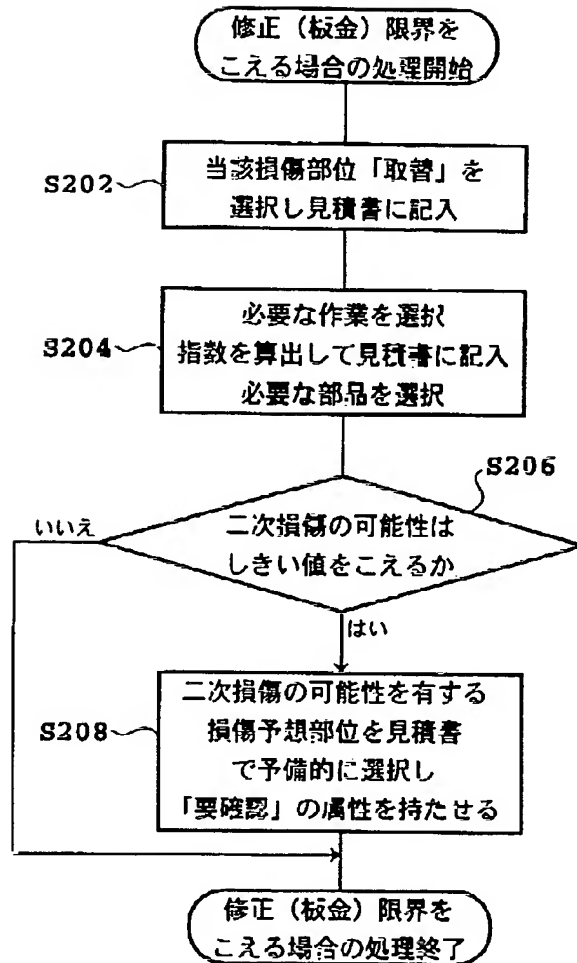 修正（板金）限界を
こえる場合の処理開始
S202
当該損傷部位「取替」を
選択し見積書に記入
S204
必要な作業を選択
指数を算出して見積書に記入
必要な部品を選択
S206
いいえ
二次損傷の可能性は
しきい値をこえるか
はい
S208
二次損傷の可能性を有する
損傷予想部位を見積書
で予備的に選択し
「要確認」の属性を持たせる
修正（板金）限界を
こえる場合の処理終了